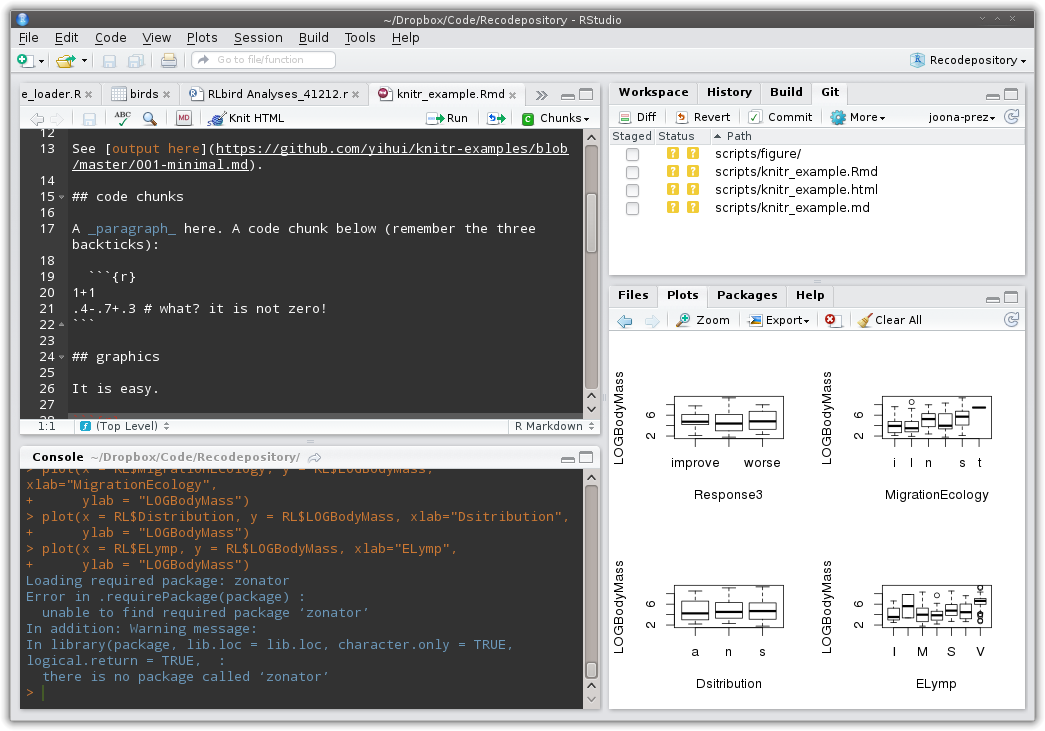 ~/Dropbox/Code/Recodepository - RStudio
File Edit Code View Plots Session Build Tools Help
Go to file/function
Recodepository
e_loader.R birds RLbird Analyses_41212.r knitr_example.Rmd
ABC MD Knit HTML Run Chunks
12
13 See [output here](https://github.com/yihui/knitr-examples/blob
/master/001-minimal.md).
14
15 ## code chunks
16
17 A _paragraph_ here. A code chunk below (remember the three
backticks):
18
19 ```{r}
20 1+1
21 .4-.7+.3 # what? it is not zero!
22 ```
23
24 ## graphics
25
26 It is easy.
27
28
1:1 (Top Level) R Markdown
Console ~/Dropbox/Code/Recodepository/
> plot(x = RL$MigrationEcology, y = RL$LOGBodyMass,
xlab="MigrationEcology",
+ ylab = "LOGBodyMass")
> plot(x = RL$Distribution, y = RL$LOGBodyMass, xlab="Dsitribution",
+ ylab = "LOGBodyMass")
> plot(x = RL$ELymp, y = RL$LOGBodyMass, xlab="ELymp",
+ ylab = "LOGBodyMass")
Loading required package: zonator
Error in .requirePackage(package) :
unable to find required package ‘zonator’
In addition: Warning message:
In library(package, lib.loc = lib.loc, character.only = TRUE,
logical.return = TRUE, :
there is no package called ‘zonator’
>
Workspace History Build Git
Diff Revert Commit More joona-prez
Staged Status Path
? ? scripts/figure/
? ? scripts/knitr_example.Rmd
? ? scripts/knitr_example.html
? ? scripts/knitr_example.md
Files Plots Packages Help
Zoom Export Clear All
LOGBodyMass
2 6
improve worse
Response3
LOGBodyMass
2 6
i l n s t
MigrationEcology
LOGBodyMass
2 6
a n s
Dsitribution
LOGBodyMass
2 6
I M S V
ELymp